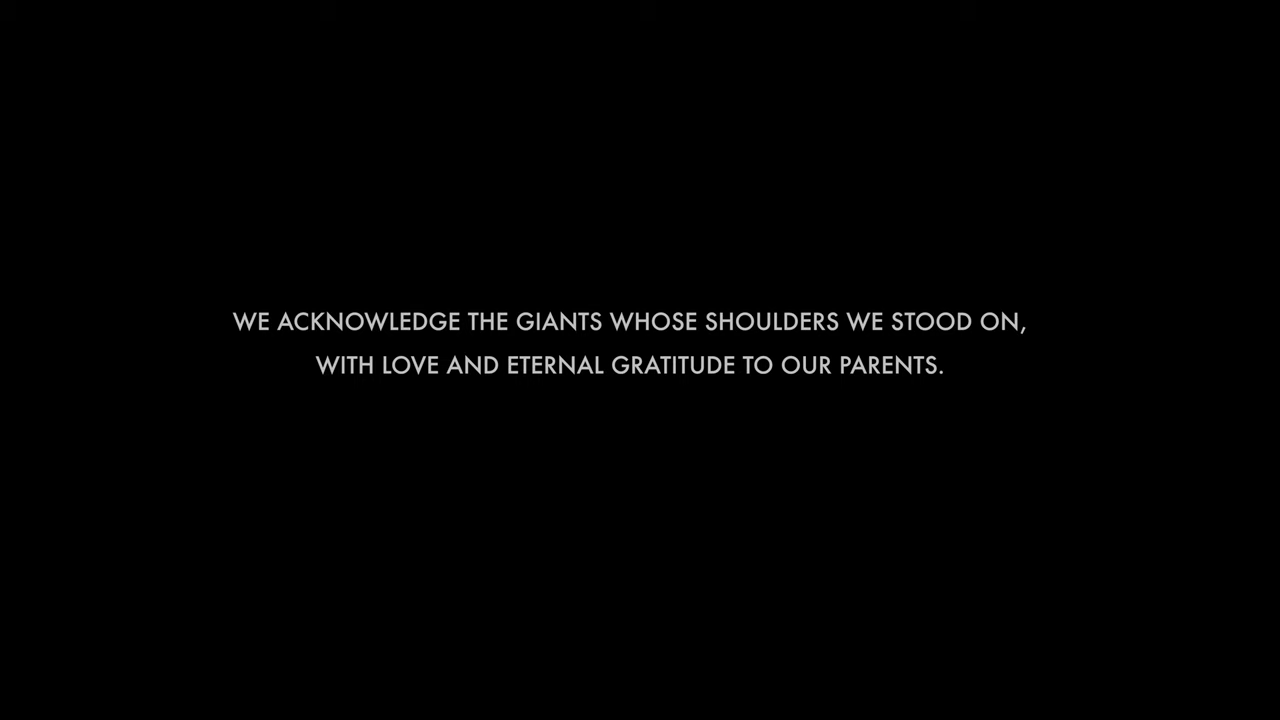 WE ACKNOWLEDGE THE GIANTS WHOSE SHOULDERS WE STOOD ON,
WITH LOVE AND ETERNAL GRATITUDE TO OUR PARENTS.